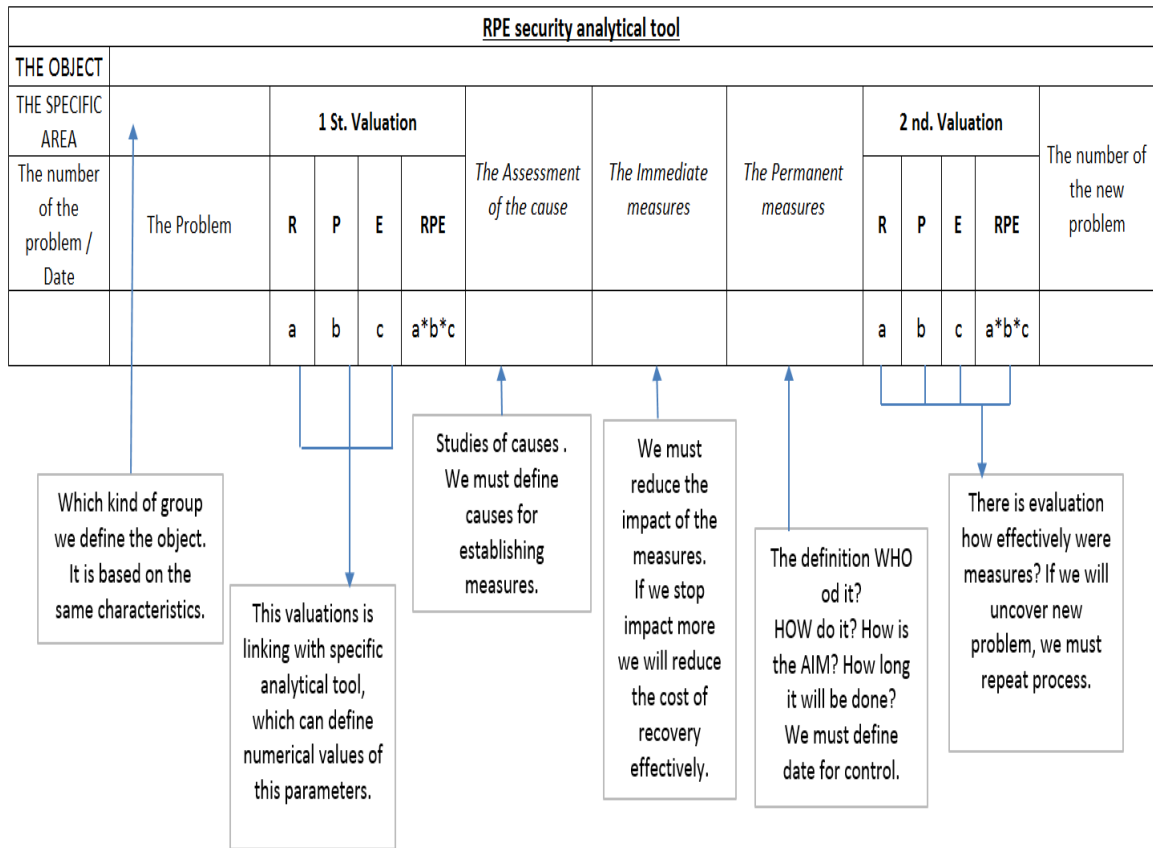 RPE security analytical tool
THE OBJECT
THE SPECIFIC
AREA
1 St. Valuation
The Assessment
of the cause
The Immediate
measures
The Permanent
measures
2 nd. Valuation
The number of
the new
problem
The number
of the
problem /
Date
The Problem
R P E RPE
R P E RPE
a b c a*b*c
a b c a*b*c
Which kind of group
we define the object.
It is based on the
same characteristics.
This valuations is
linking with specific
analytical tool,
which can define
numerical values of
this parameters.
Studies of causes .
We must define
causes for
establishing
measures.
We must
reduce the
impact of the
measures.
If we stop
impact more
we will reduce
the cost of
recovery
effectively.
The definition WHO
od it?
HOW do it? How is
the AIM? How long
it will be done?
We must define
date for control.
There is evaluation
how effectively were
measures? If we will
uncover new
problem, we must
repeat process.